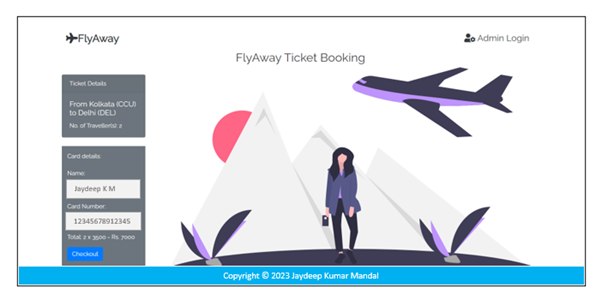 FlyAway
Admin Login
FlyAway Ticket Booking
Ticket Details
From Kolkata (CCU)
to Delhi (DEL)
No. of Traveller(s): 2
Card details:
Name:
Jaydeep K M
Card Number:
12345678912345
Total: 2 x 3500 = Rs. 7000
Checkout
Copyright © 2023 Jaydeep Kumar Mandal